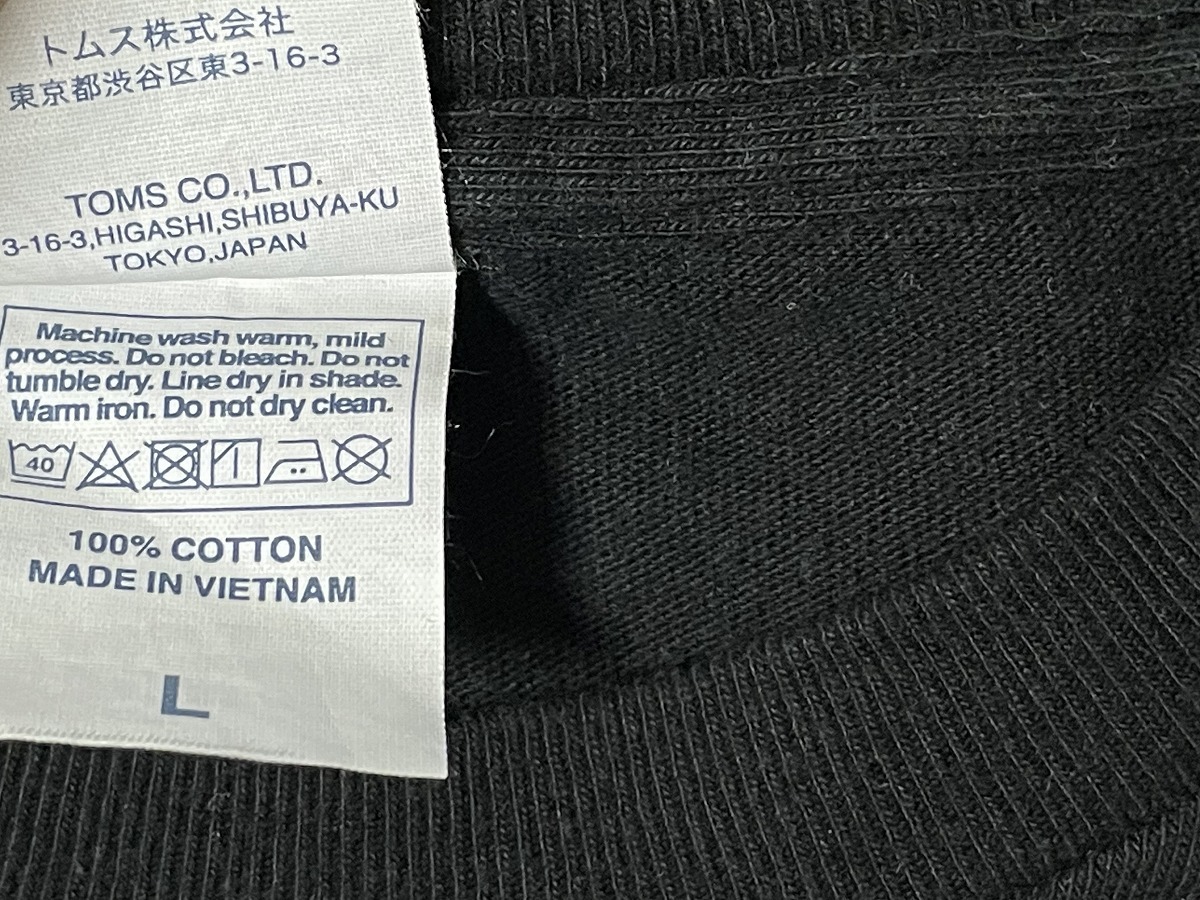 トムス株式会社
東京都渋谷区東3-16-3
TOMS CO.,LTD.
3-16-3,HIGASHI,SHIBUYA-KU
TOKYO,JAPAN
Machine wash warm, mild
process. Do not bleach. Do not
tumble dry. Line dry in shade.
Warm iron. Do not dry clean.
40
100% COTTON
MADE IN VIETNAM
L